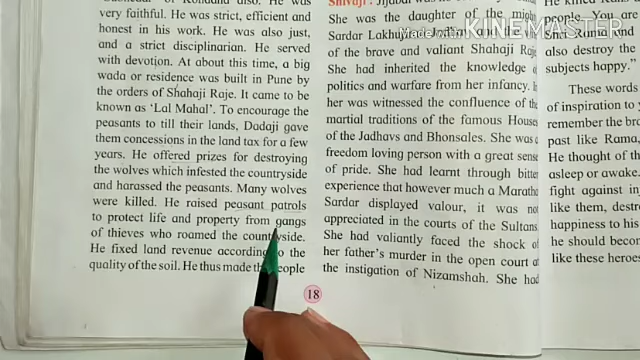 very faithful. He was strict, efficient and
honest in his work. He was also just,
and a strict disciplinarian. He served
with devotion. At about this time, a big
wada or residence was built in Pune by
the orders of Shahaji Raje. It came to be
known as 'Lal Mahal'. To encourage the
peasants to till their lands, Dadaji gave
them concessions in the land tax for a few
years. He offered prizes for destroying
the wolves which infested the countryside
and harassed the peasants. Many wolves
were killed. He raised peasant patrols
to protect life and property from gangs
of thieves who roamed the countryside.
He fixed land revenue according to the
quality of the soil. He thus made the people
Shivaji :
She was the daughter of the
Sardar Lakhuji
of the brave and valiant Shahaji Raje
She had inherited the knowledge
politics and warfare from her infancy.
her was witnessed the confluence of the
martial traditions of the famous Houses
of the Jadhavs and Bhonsales. She was
freedom loving person with a great sense
of pride. She had learnt through bitter
experience that however much a Maratha
Sardar displayed valour, it was not
appreciated in the courts of the Sultans
She had valiantly faced the shock of
her father's murder in the open court at
the instigation of Nizamshah. She had
people. You are
like Rama and
also destroy the
subjects happy."
These words
of inspiration to
remember the
past like Rama,
He thought of
asleep or awake.
fight against
like them,
happiness to his
he should
like these heroes
18
Made with KINEMASTER